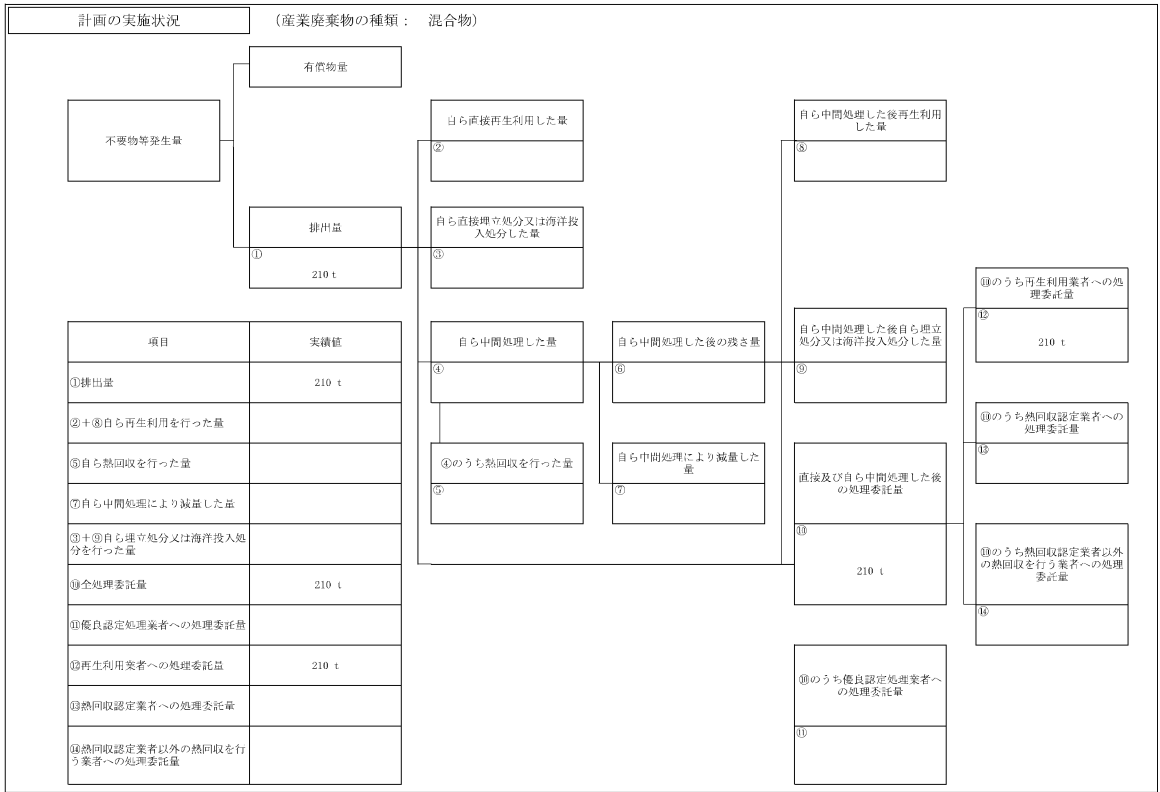 計画の実施状況 （産業廃棄物の種類： 混合物）
有償物量
不要物等発生量
自ら直接再生利用した量
②
自ら中間処理した後再生利用
した量
⑧
排出量
①
210 t
自ら直接埋立処分又は海洋投
入処分した量
③
⑩のうち再生利用業者への処
理委託量
⑫
210 t
項目 実績値
①排出量 210 t
②＋⑧自ら再生利用を行った量
⑤自ら熱回収を行った量
⑦自ら中間処理により減量した量
③＋⑨自ら埋立処分又は海洋投入処
分を行った量
⑩全処理委託量 210 t
⑪優良認定処理業者への処理委託量
⑫再生利用業者への処理委託量 210 t
⑬熱回収認定業者への処理委託量
⑭熱回収認定業者以外の熱回収を行
う業者への処理委託量
自ら中間処理した量
④
自ら中間処理した後の残さ量
⑥
自ら中間処理した後自ら埋立
処分又は海洋投入処分した量
⑨
④のうち熱回収を行った量
⑤
自ら中間処理により減量した
量
⑦
直接及び自ら中間処理した後
の処理委託量
⑩
210 t
⑩のうち熱回収認定業者への
処理委託量
⑬
⑩のうち熱回収認定業者以外
の熱回収を行う業者への処理
委託量
⑭
⑩のうち優良認定処理業者へ
の処理委託量
⑪